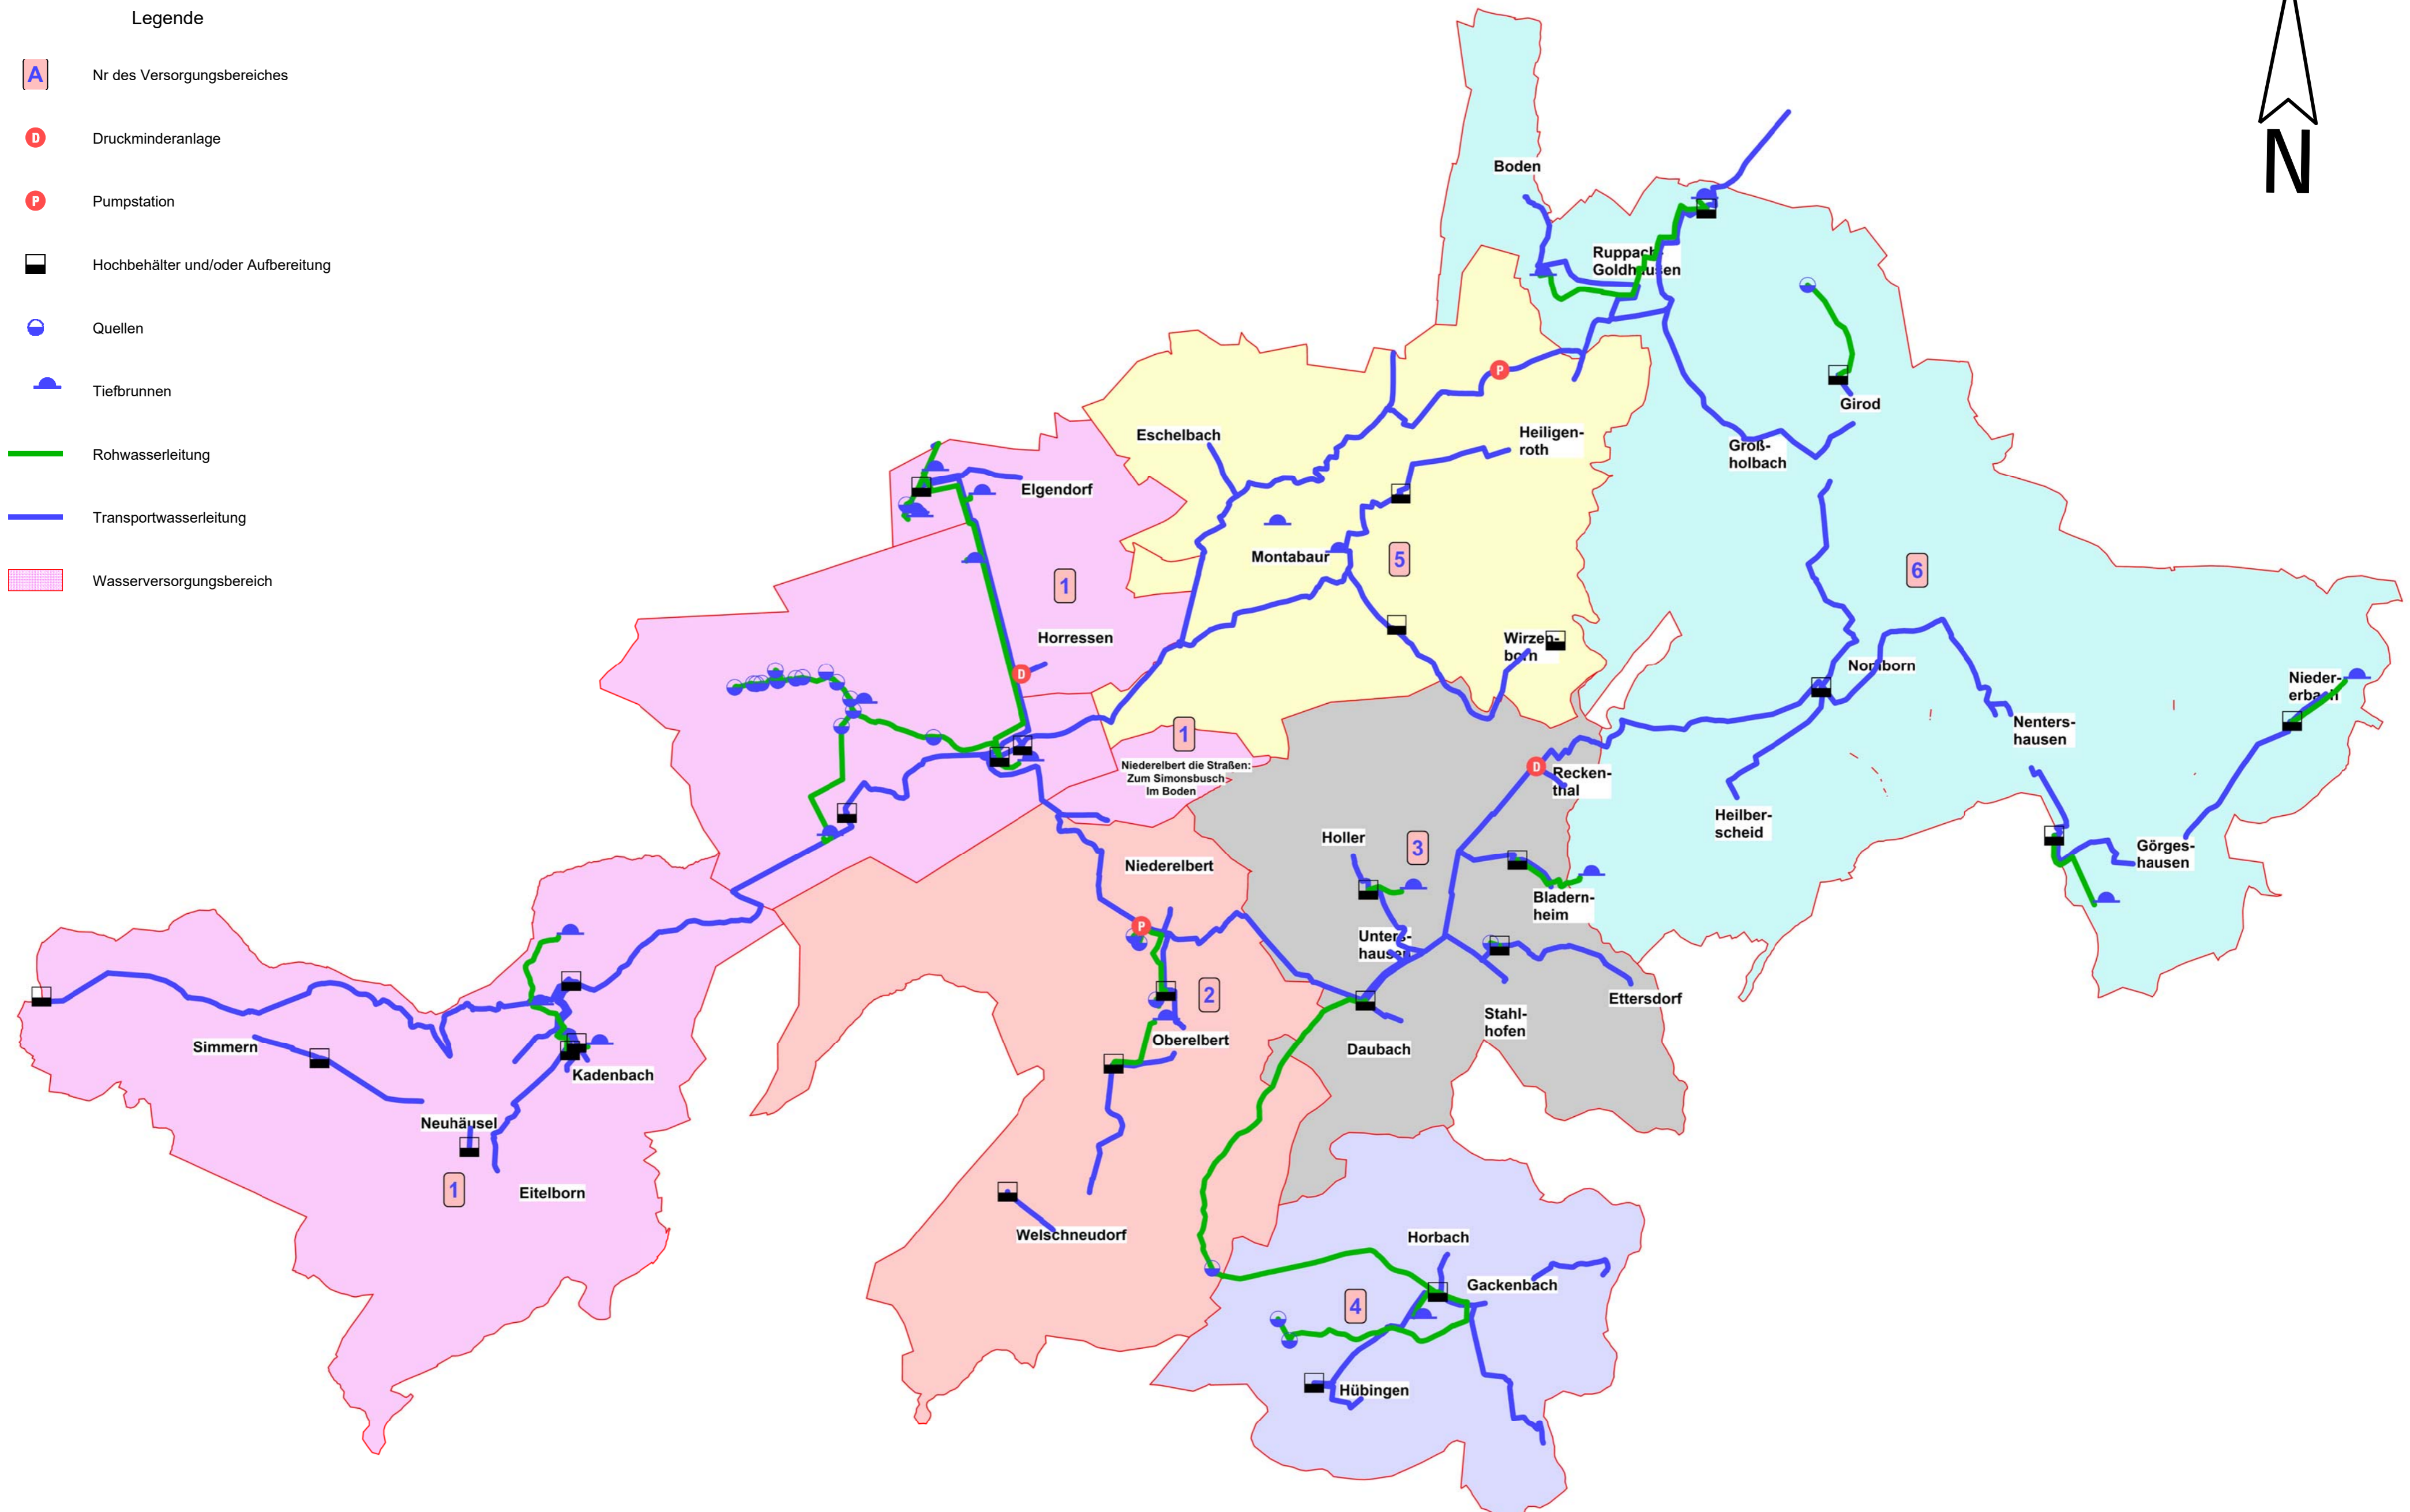 Legende
A Nr des Versorgungsbereiches
D Druckminderanlage
P Pumpstation
Hochbehälter und/oder Aufbereitung
Quellen
Tiefbrunnen
Rohwasserleitung
Transportwasserleitung
Wasserversorgungsbereich
N
Boden
Ruppach-
Goldhausen
P
Girod
Eschelbach
Heiligen-
roth
Groß-
holbach
Elgendorf
Montabaur
5
6
1
Horressen
D
Wirzen-
born
Nomborn
Nieder-
erbach
1
Nenters-
hausen
Niederelbert die Straßen:
Zum Simonsbusch
Im Boden
D
Recken-
thal
Heilber-
scheid
Holler
3
Görges-
hausen
Niederelbert
Bladern-
heim
P
Unters-
hausen
2
Ettersdorf
Stahl-
hofen
Oberelbert
Daubach
Simmern
Kadenbach
Neuhäusel
1
Eitelborn
Welschneudorf
Horbach
Gackenbach
4
Hübingen